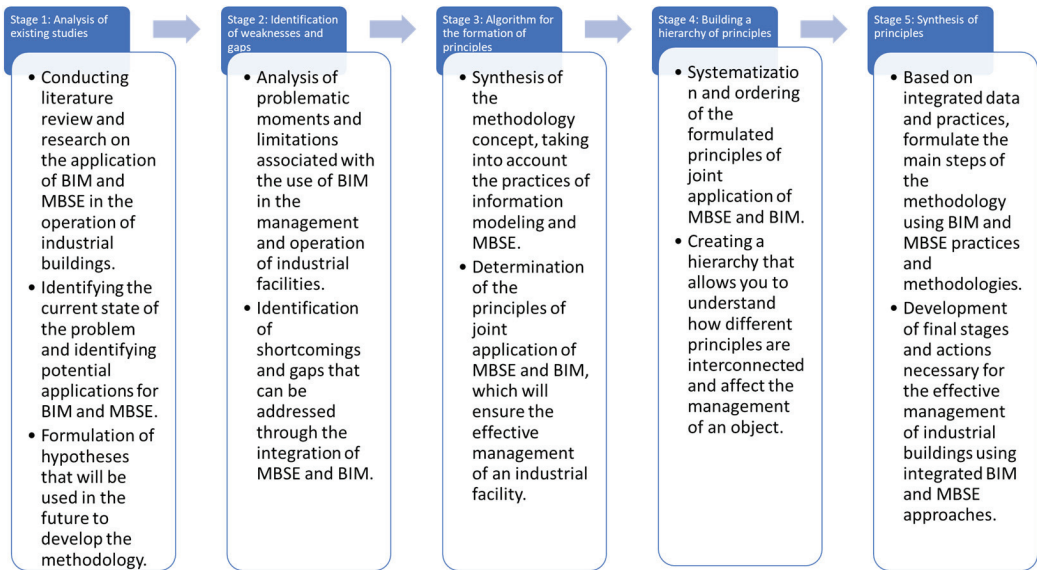 Stage 1: Analysis of
existing studies
• Conducting
literature
review and
research on
the application
of BIM and
MBSE in the
operation of
industrial
buildings.
• Identifying the
current state of
the problem
and identifying
potential
applications for
BIM and MBSE.
• Formulation of
hypotheses
that will be
used in the
future to
develop the
methodology.
Stage 2: Identification
of weaknesses and
gaps
• Analysis of
problematic
moments and
limitations
associated with
the use of BIM
in the
management
and operation
of industrial
facilities.
• Identification
of
shortcomings
and gaps that
can be
addressed
through the
integration of
MBSE and BIM.
Stage 3: Algorithm for
the formation of
principles
• Synthesis of
the
methodology
concept, taking
into account
the practices of
information
modeling and
MBSE.
• Determination
of the
principles of
joint
application of
MBSE and BIM,
which will
ensure the
effective
management
of an industrial
facility.
Stage 4: Building a
hierarchy of principles
• Systematizatio
n and ordering
of the
formulated
principles of
joint
application of
MBSE and BIM.
• Creating a
hierarchy that
allows you to
understand
how different
principles are
interconnected
and affect the
management
of an object.
Stage 5: Synthesis of
principles
• Based on
integrated data
and practices,
formulate the
main steps of
the
methodology
using BIM and
MBSE practices
and
methodologies.
• Development
of final stages
and actions
necessary for
the effective
management
of industrial
buildings using
integrated BIM
and MBSE
approaches.